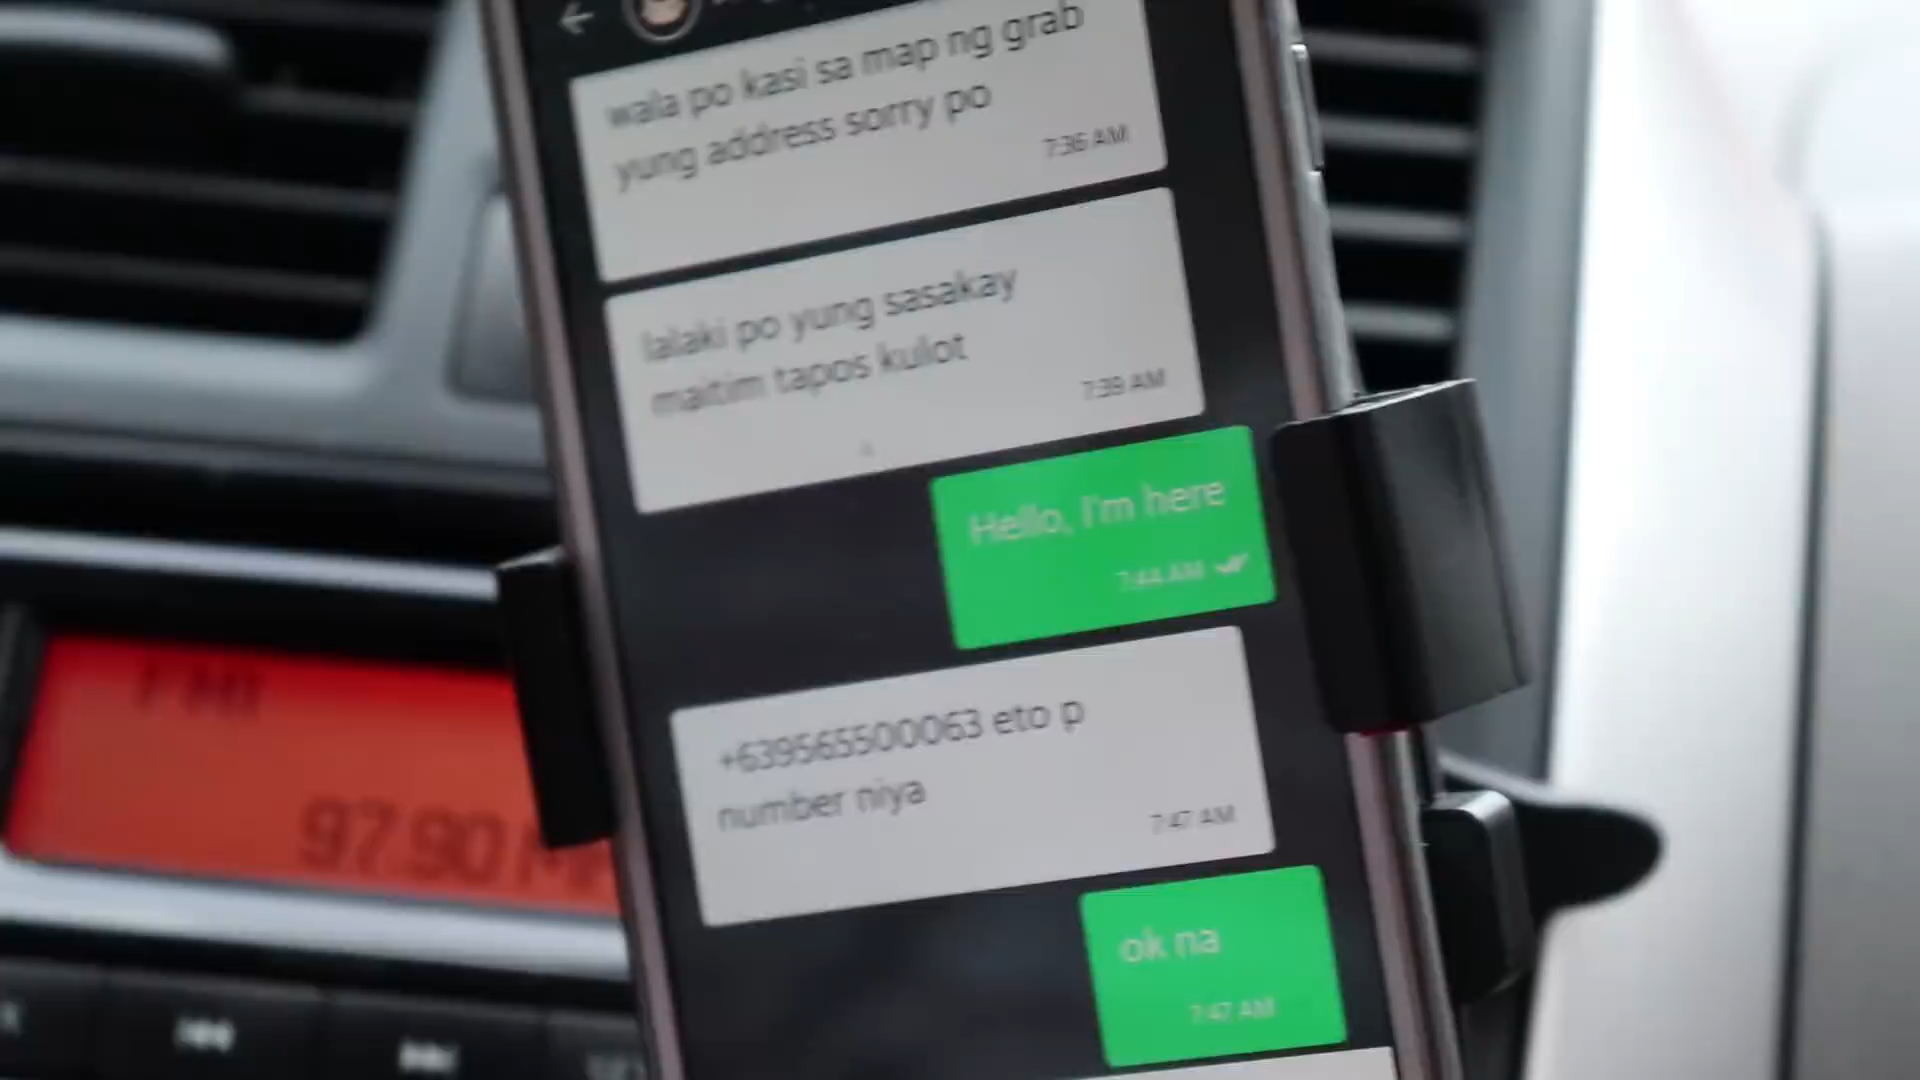 wala po kasi sa map ng grab
yung address sorry po
7:36 AM
lalaki po yung sasakay
maitim tapos kulot
7:39 AM
Hello, I'm here
7:44 AM
+639565500063 eto p
number niya
7:47 AM
ok na
7:47 AM
97.90